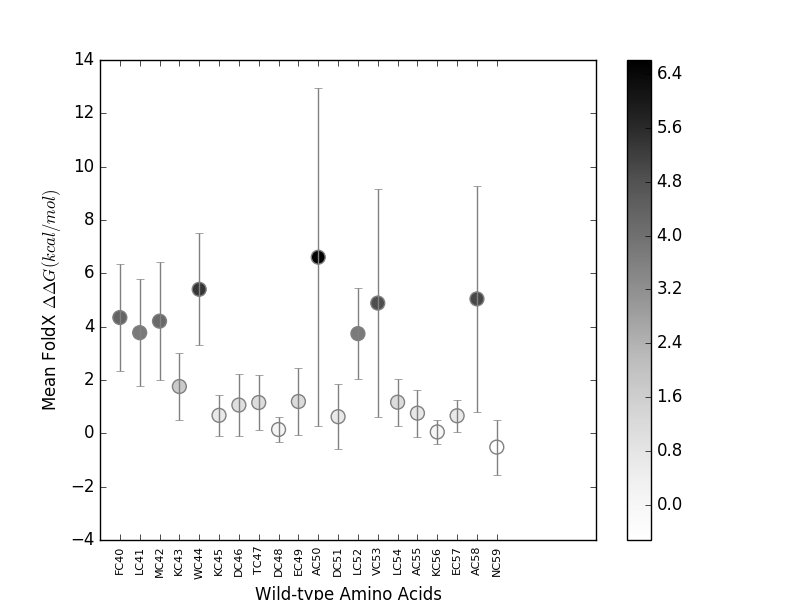 14
12
10
8
6
4
2
0
−2
−4
Mean FoldX ΔΔG(kcal/mol)
FC40
LC41
MC42
KC43
WC44
KC45
DC46
TC47
DC48
EC49
AC50
DC51
LC52
VC53
LC54
AC55
KC56
EC57
AC58
NC59
Wild-type Amino Acids
6.4
5.6
4.8
4.0
3.2
2.4
1.6
0.8
0.0